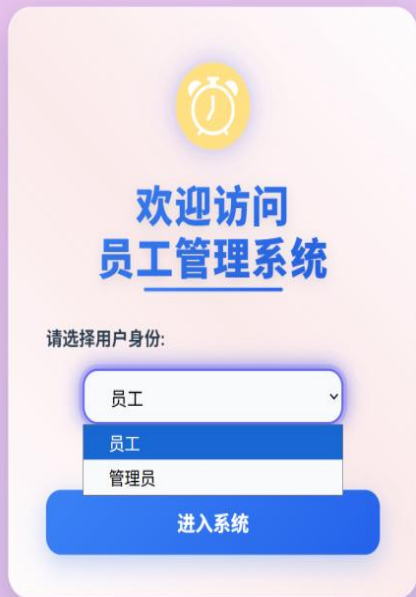 欢迎访问
员工管理系统
请选择用户身份:
员工
员工
管理员
进入系统